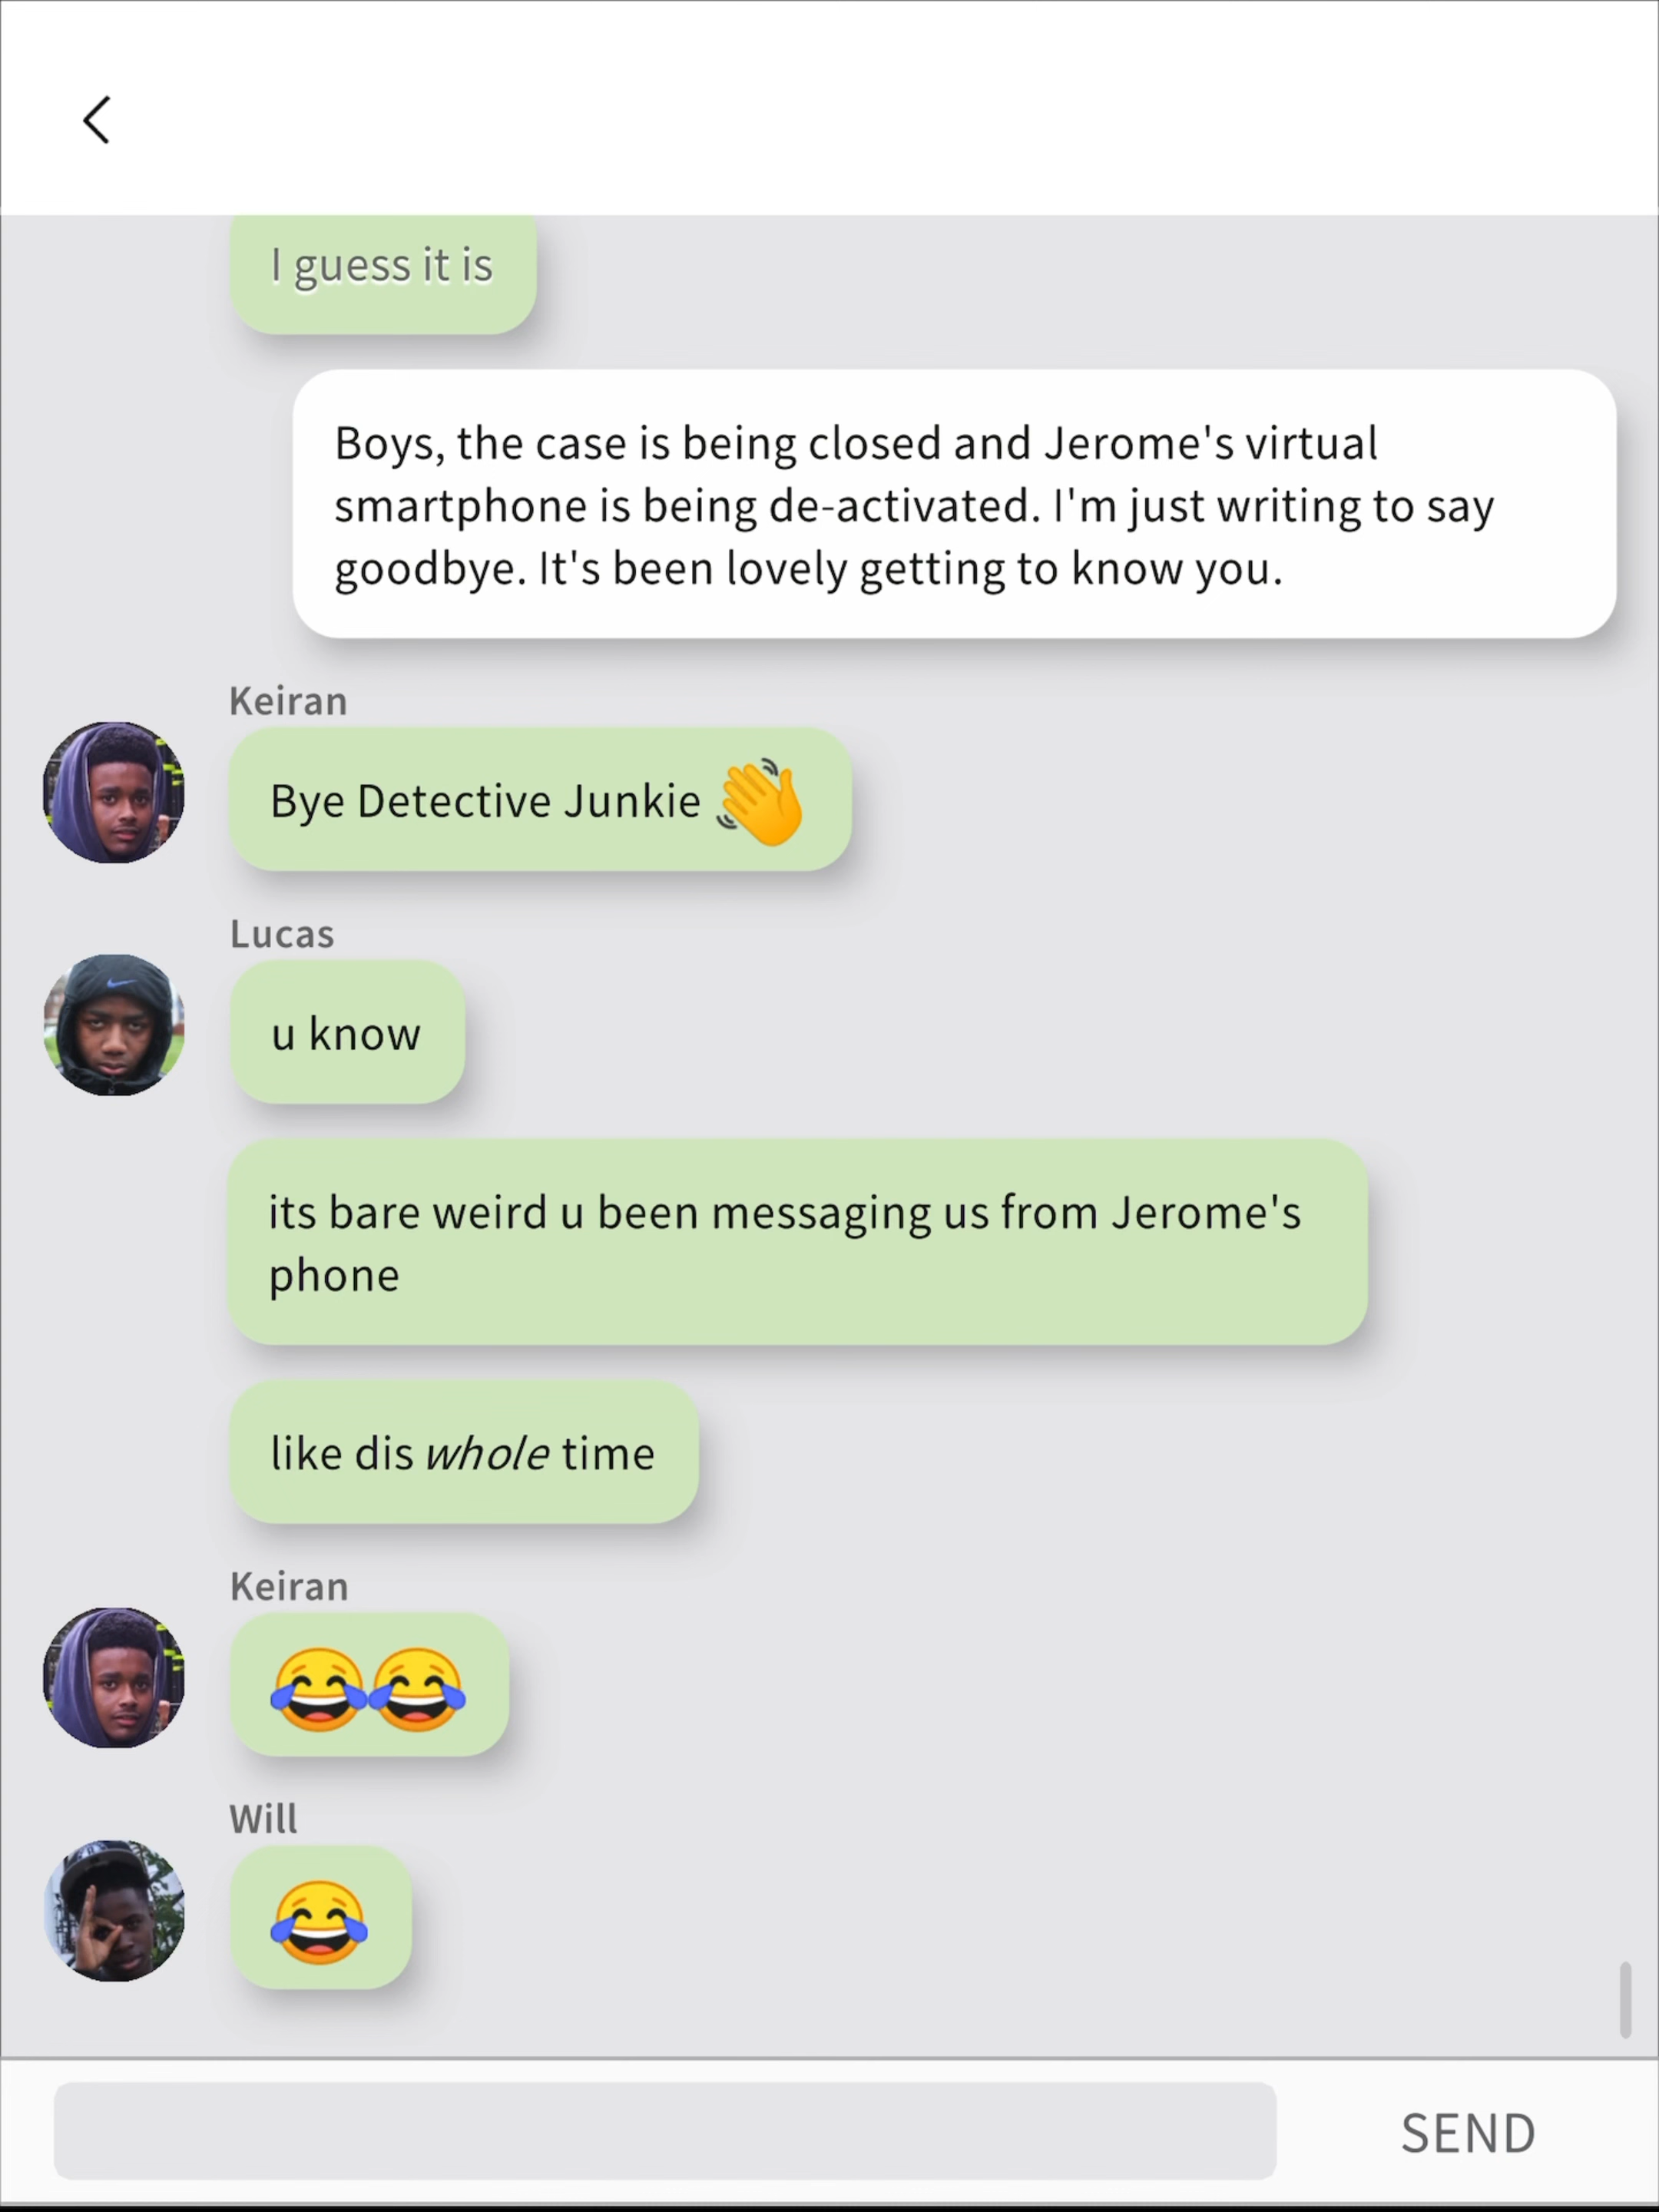 I guess it is
Boys, the case is being closed and Jerome's virtual
smartphone is being de-activated. I'm just writing to say
goodbye. It's been lovely getting to know you.
Keiran
Bye Detective Junkie 👋
Lucas
u know
its bare weird u been messaging us from Jerome's
phone
like dis whole time
Keiran
😂😂
Will
😂
SEND